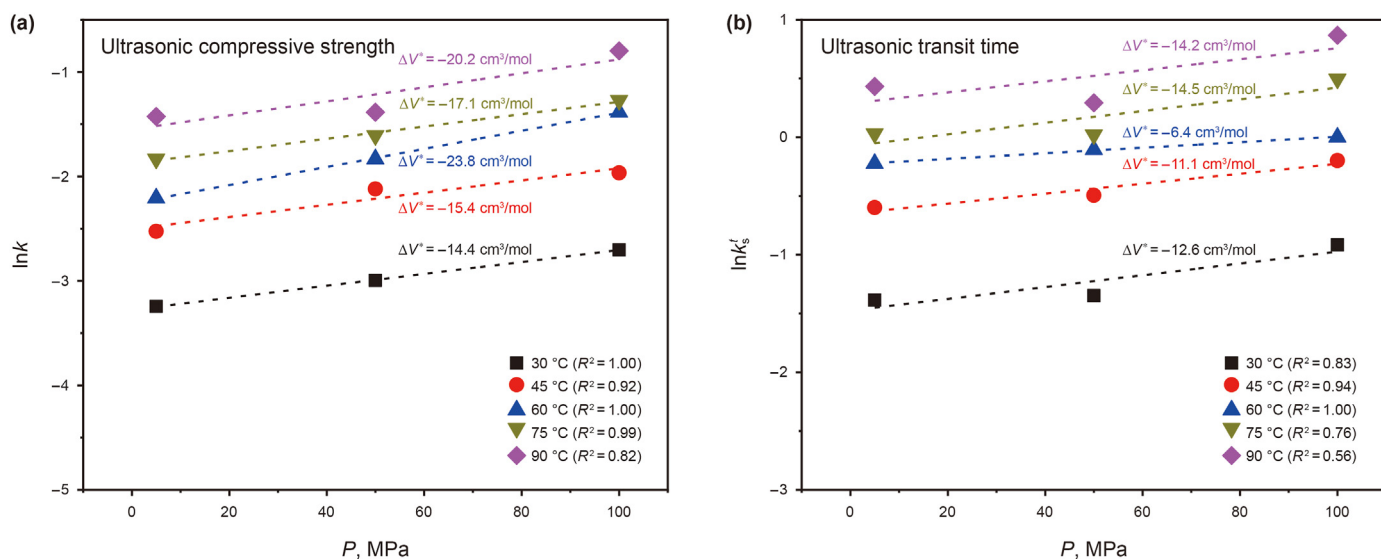 (a)
Ultrasonic compressive strength
ΔV* = −20.2 cm³/mol
ΔV* = −17.1 cm³/mol
ΔV* = −23.8 cm³/mol
ΔV* = −15.4 cm³/mol
ΔV* = −14.4 cm³/mol
30 °C (R² = 1.00)
45 °C (R² = 0.92)
60 °C (R² = 1.00)
75 °C (R² = 0.99)
90 °C (R² = 0.82)
−1
−2
−3
−4
−5
lnk
0 20 40 60 80 100
P, MPa
(b)
Ultrasonic transit time
ΔV* = −14.2 cm³/mol
ΔV* = −14.5 cm³/mol
ΔV* = −6.4 cm³/mol
ΔV* = −11.1 cm³/mol
ΔV* = −12.6 cm³/mol
30 °C (R² = 0.83)
45 °C (R² = 0.94)
60 °C (R² = 1.00)
75 °C (R² = 0.76)
90 °C (R² = 0.56)
1
0
−1
−2
−3
lnkₛᵗ
0 20 40 60 80 100
P, MPa